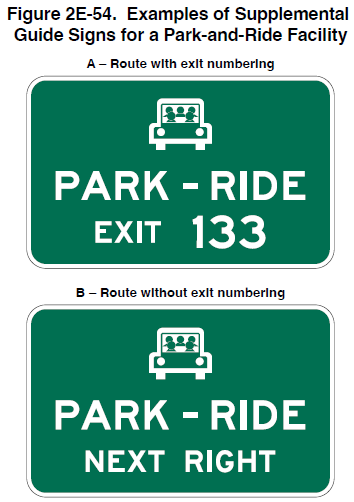 Figure 2E-54. Examples of Supplemental
Guide Signs for a Park-and-Ride Facility
A – Route with exit numbering
PARK - RIDE
EXIT 133
B – Route without exit numbering
PARK - RIDE
NEXT RIGHT